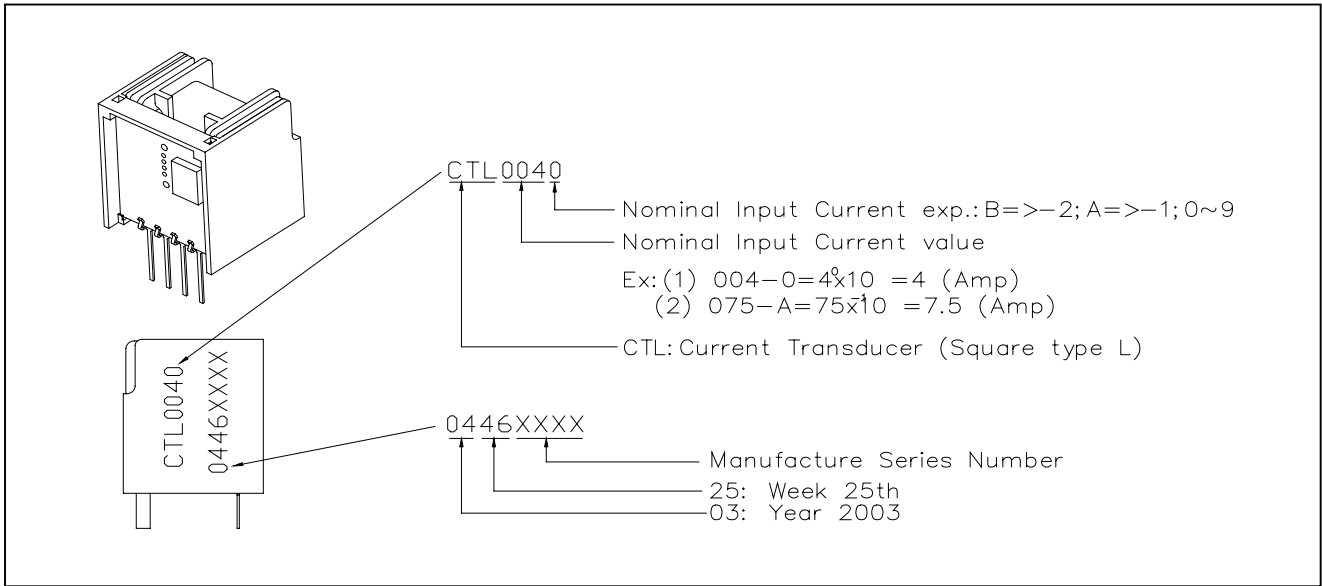 CTL0040
Nominal Input Current exp.: B=>-2; A=>-1; 0~9
Nominal Input Current value
Ex: (1) 004-0=4x10⁰ =4 (Amp)
(2) 075-A=75x10⁻¹ =7.5 (Amp)
CTL: Current Transducer (Square type L)
CTL0040
0446XXXX
0446XXXX
Manufacture Series Number
25: Week 25th
03: Year 2003